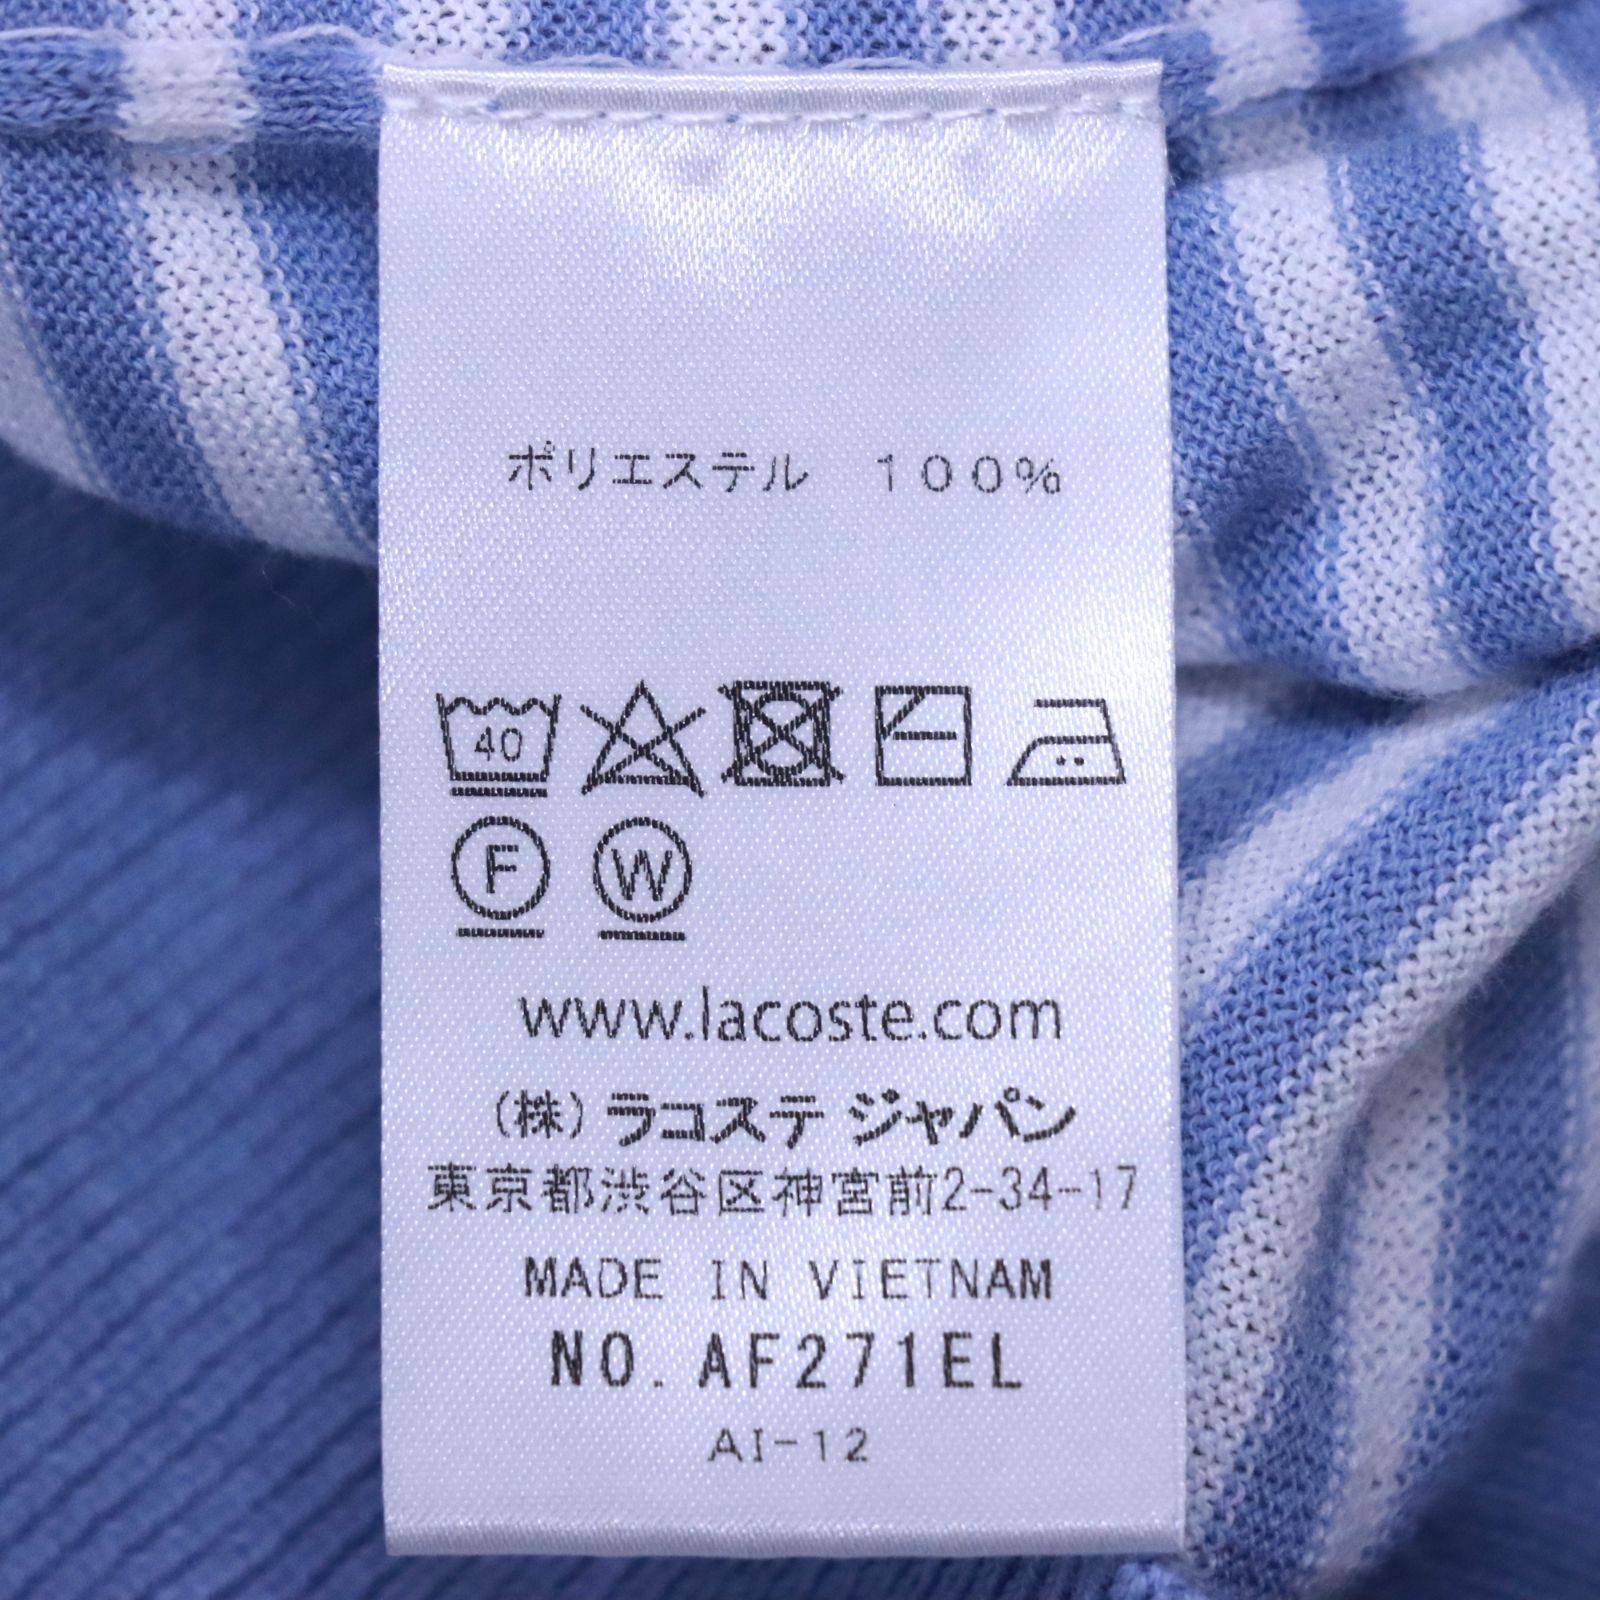 ポリエステル １００％
40
F W
www.lacoste.com
(株) ラコステ ジャパン
東京都渋谷区神宮前2-34-17
MADE IN VIETNAM
NO. AF271EL
AI-12